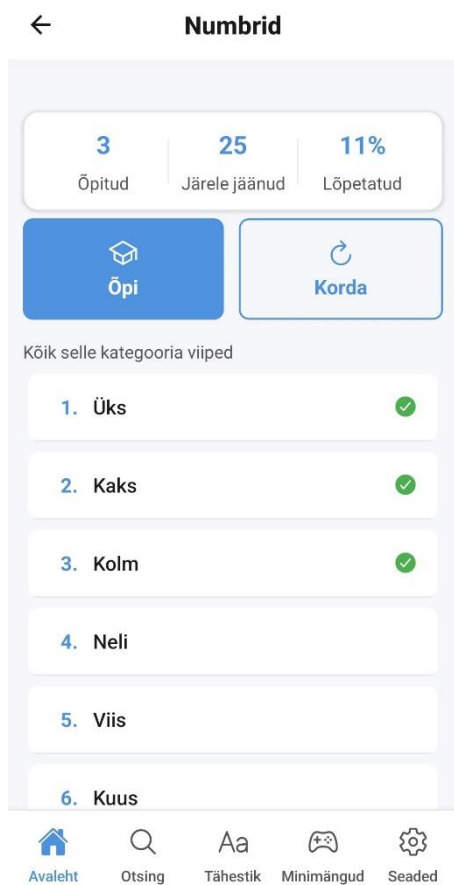 Numbrid
3 25 11%
Õpitud Järele jäänud Lõpetatud
Õpi Korda
Kõik selle kategooria viiped
1. Üks
2. Kaks
3. Kolm
4. Neli
5. Viis
6. Kuus
Aa
Avaleht Otsing Tähestik Minimängud Seaded